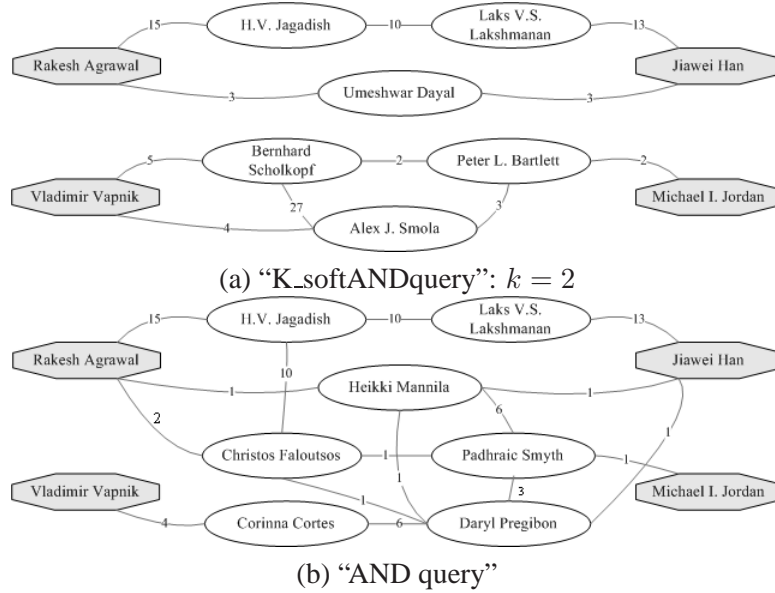 15
H.V. Jagadish
10
Laks V.S.
Lakshmanan
13
Rakesh Agrawal
Jiawei Han
3
Umeshwar Dayal
3
5
Bernhard
Scholkopf
2
Peter L. Bartlett
2
Vladimir Vapnik
Michael I. Jordan
27
3
4
Alex J. Smola
(a) “K_softANDquery”: k = 2
15
H.V. Jagadish
10
Laks V.S.
Lakshmanan
13
Rakesh Agrawal
Jiawei Han
10
1
Heikki Mannila
1
2
6
1
Christos Faloutsos
1
Padhraic Smyth
1
1
Vladimir Vapnik
3
Michael I. Jordan
1
4
Corinna Cortes
6
Daryl Pregibon
(b) “AND query”